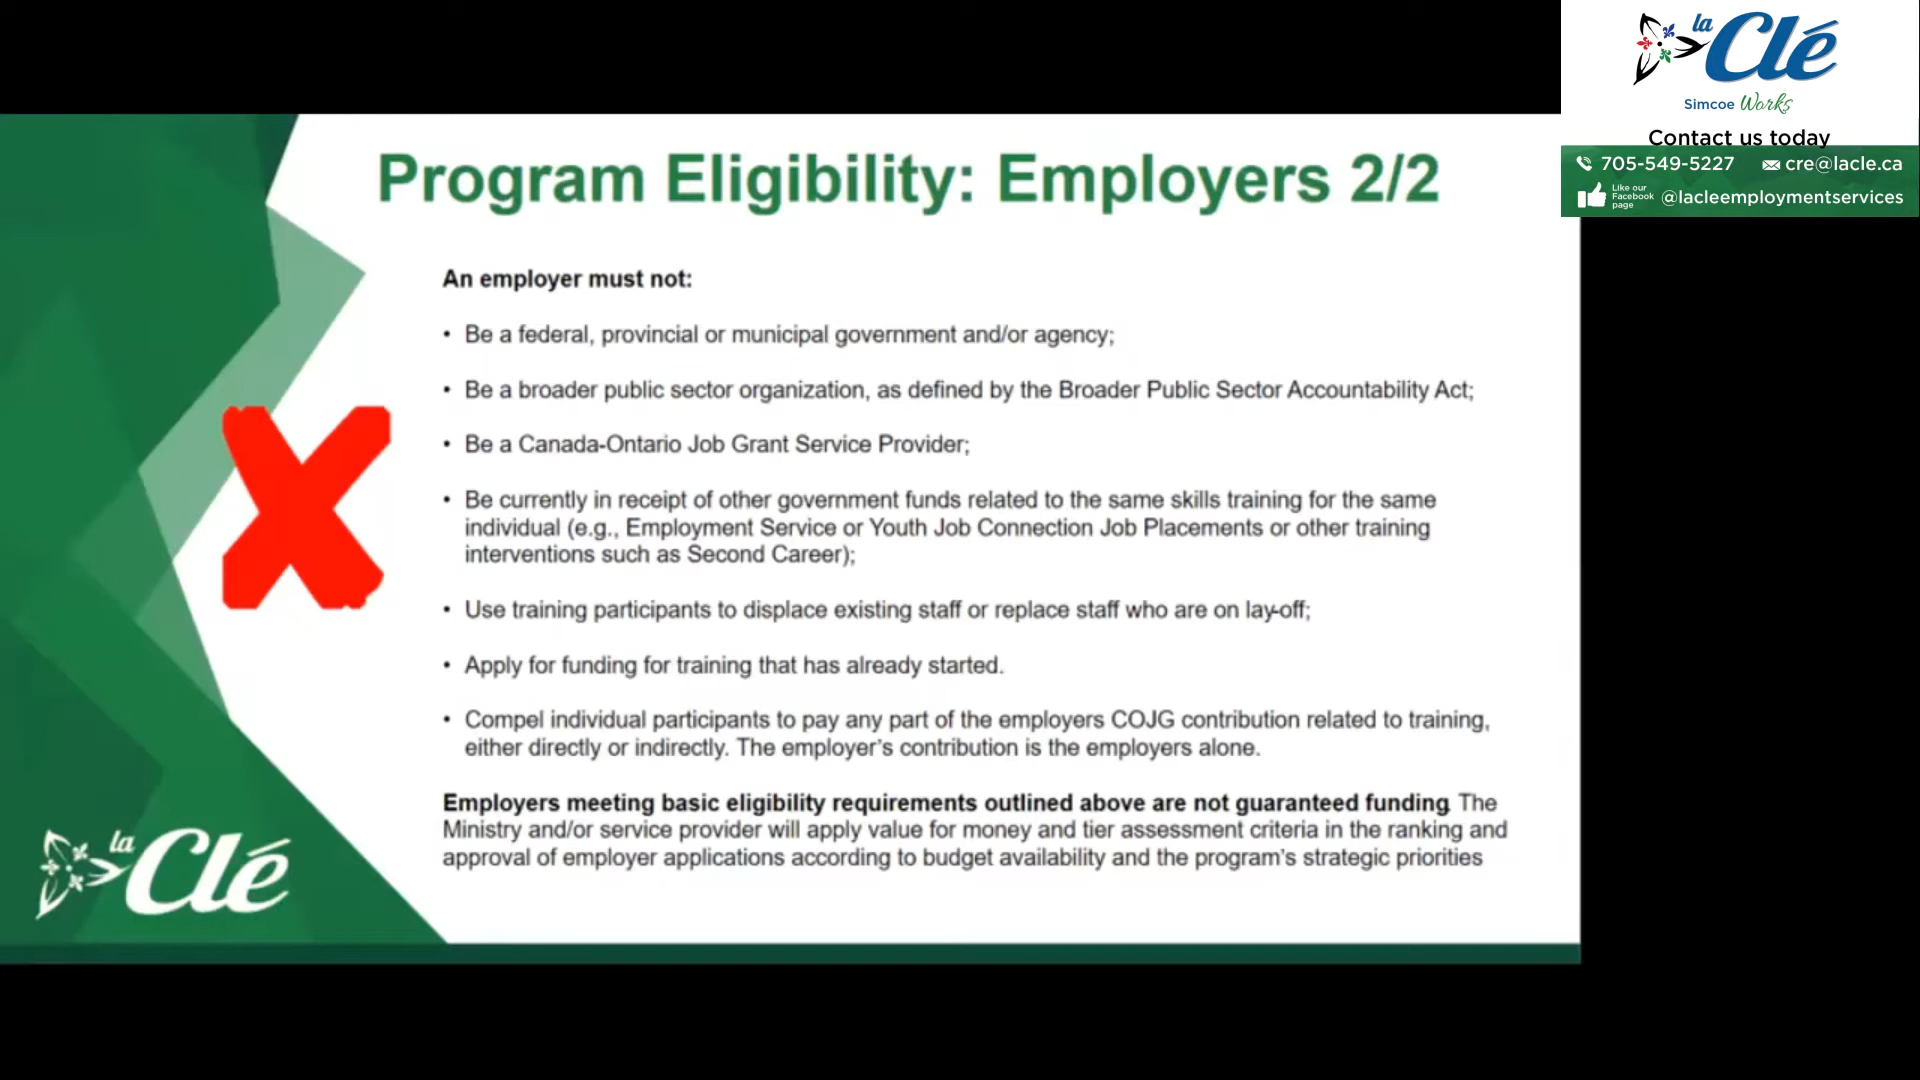 la Clé
Simcoe Works
Contact us today
705-549-5227 cre@lacle.ca
Like our
Facebook
page
@lacleemploymentservices
Program Eligibility: Employers 2/2
An employer must not:
• Be a federal, provincial or municipal government and/or agency;
• Be a broader public sector organization, as defined by the Broader Public Sector Accountability Act;
• Be a Canada-Ontario Job Grant Service Provider;
• Be currently in receipt of other government funds related to the same skills training for the same
individual (e.g., Employment Service or Youth Job Connection Job Placements or other training
interventions such as Second Career);
• Use training participants to displace existing staff or replace staff who are on lay-off;
• Apply for funding for training that has already started.
• Compel individual participants to pay any part of the employers COJG contribution related to training,
either directly or indirectly. The employer's contribution is the employers alone.
Employers meeting basic eligibility requirements outlined above are not guaranteed funding The
Ministry and/or service provider will apply value for money and tier assessment criteria in the ranking and
approval of employer applications according to budget availability and the program's strategic priorities
la Clé